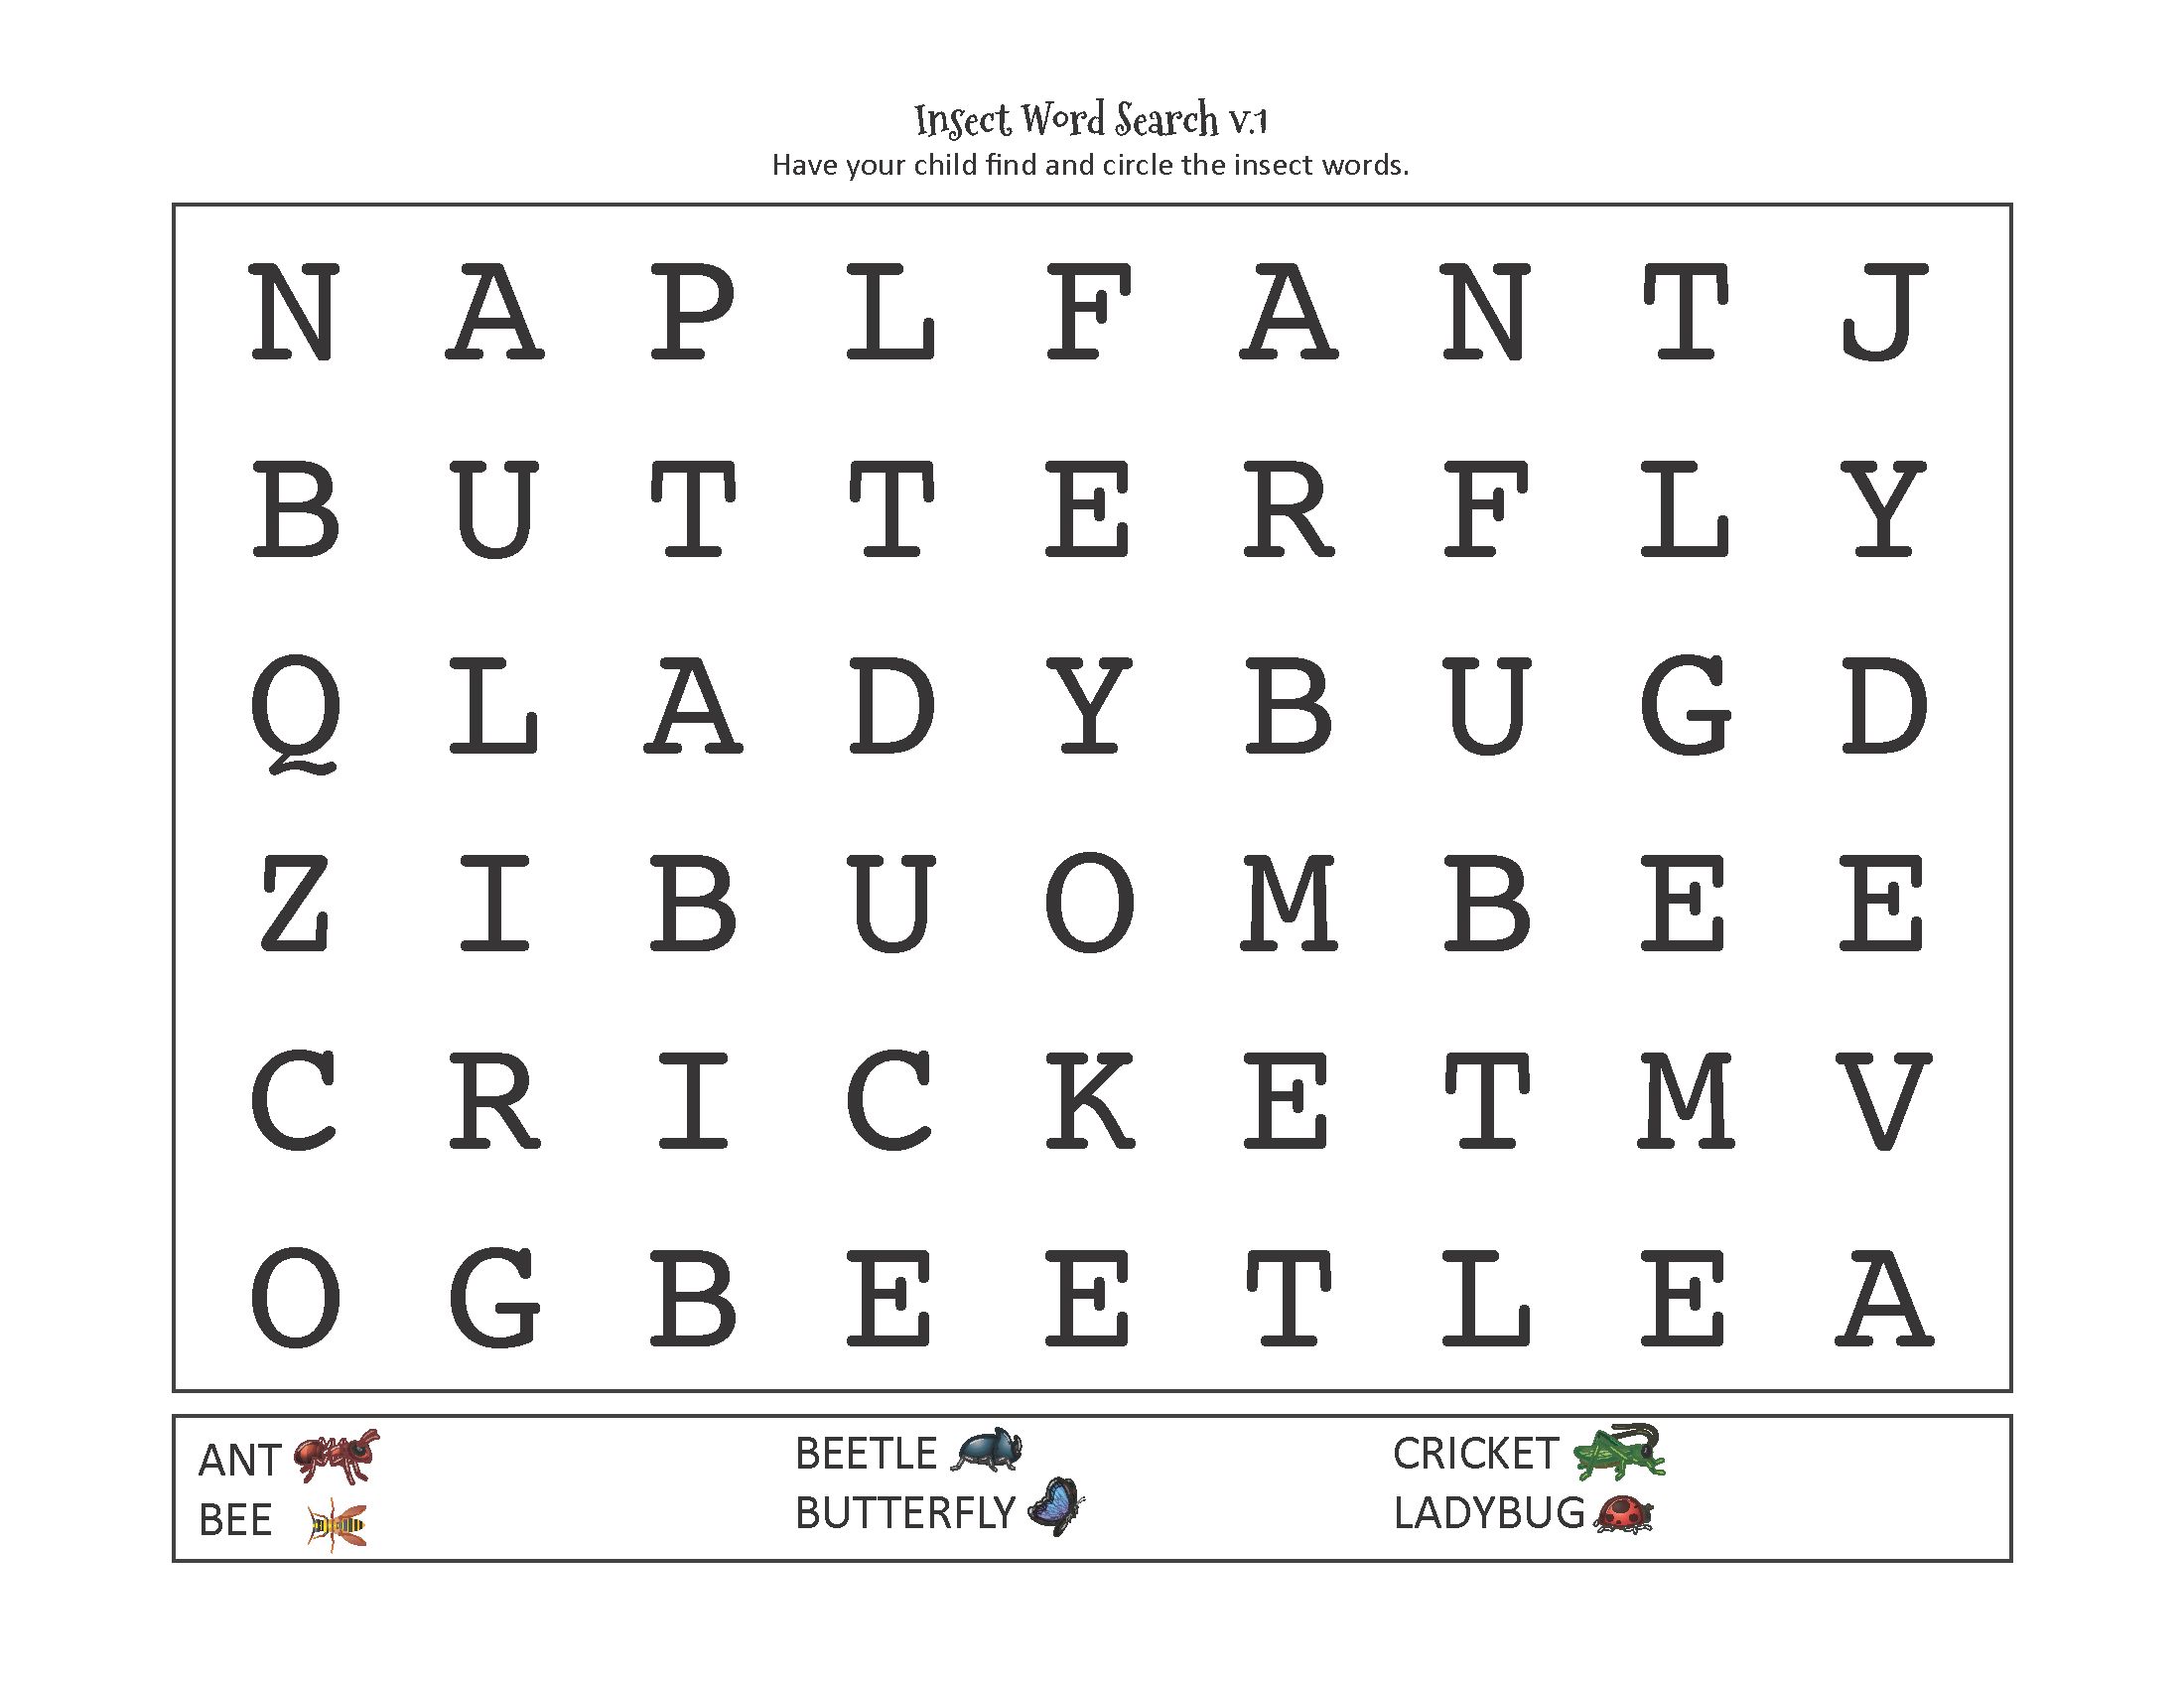 Insect Word Search v.1
Have your child find and circle the insect words.
N A P L F A N T J
B U T T E R F L Y
Q L A D Y B U G D
Z I B U O M B E E
C R I C K E T M V
O G B E E T L E A
ANT BEETLE CRICKET
BEE BUTTERFLY LADYBUG